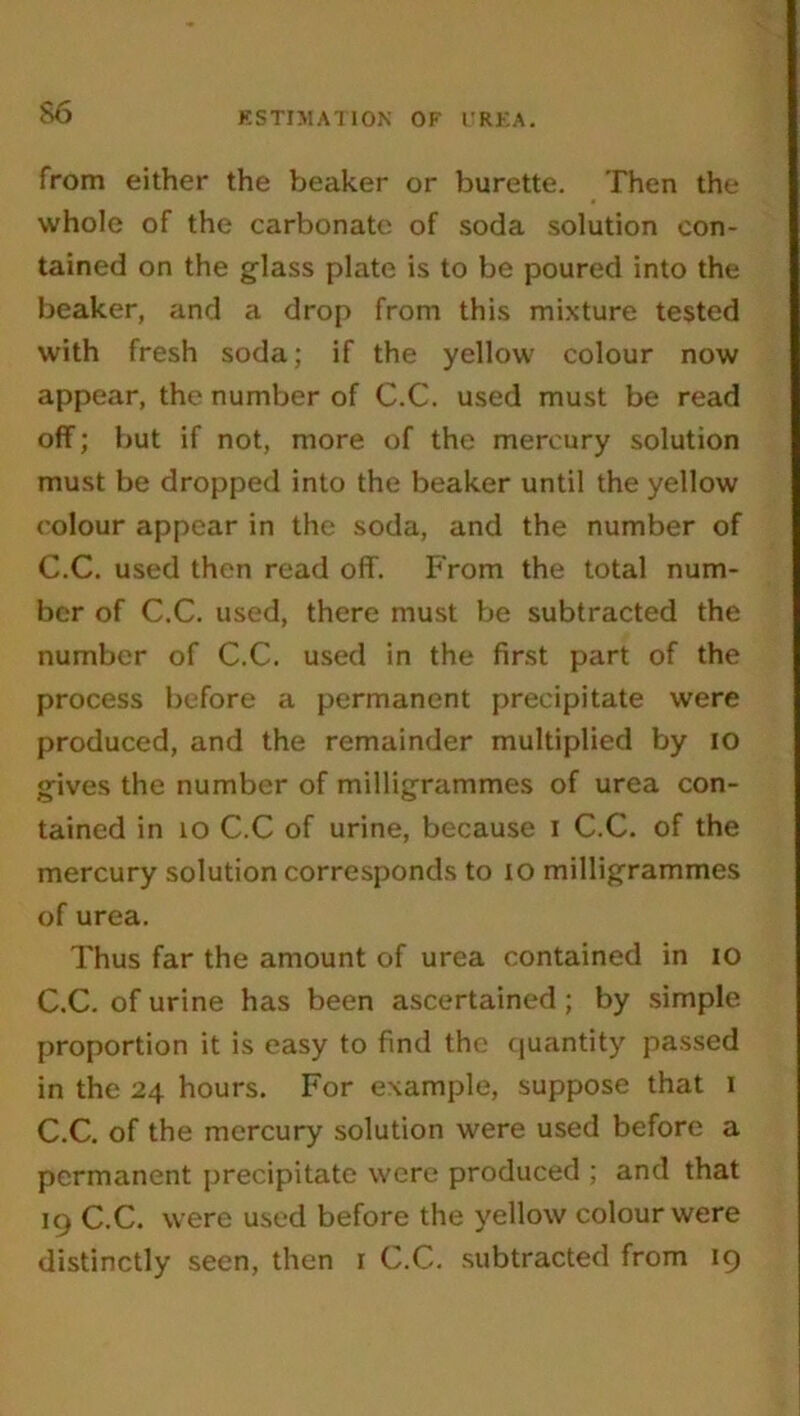 86 ESTIMATION OF UREA.
from either the beaker or burette. Then the
whole of the carbonate of soda solution con-
tained on the glass plate is to be poured into the
beaker, and a drop from this mixture tested
with fresh soda; if the yellow colour now
appear, the number of C.C. used must be read
off; but if not, more of the mercury solution
must be dropped into the beaker until the yellow
colour appear in the soda, and the number of
C.C. used then read off. From the total num-
ber of C.C. used, there must be subtracted the
number of C.C. used in the first part of the
process before a permanent precipitate were
produced, and the remainder multiplied by 10
gives the number of milligrammes of urea con-
tained in 10 C.C of urine, because 1 C.C. of the
mercury solution corresponds to 10 milligrammes
of urea.
Thus far the amount of urea contained in 10
C.C. of urine has been ascertained; by simple
proportion it is easy to find the quantity passed
in the 24 hours. For example, suppose that 1
C.C. of the mercury solution were used before a
permanent precipitate were produced; and that
19 C.C. were used before the yellow colour were
distinctly seen, then 1 C.C. subtracted from 19